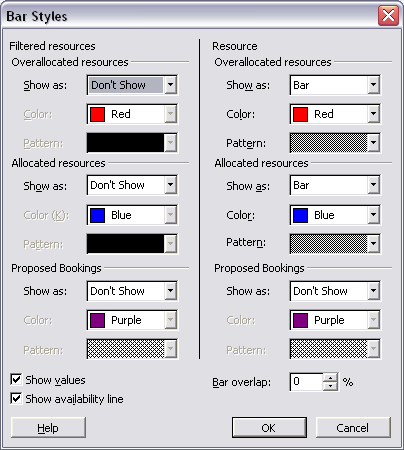 Bar Styles
Filtered resources
Overallocated resources
Show as: Don't Show
Color: Red
Pattern:
Allocated resources
Show as: Don't Show
Color (K): Blue
Pattern:
Proposed Bookings
Show as: Don't Show
Color: Purple
Pattern:
Resource
Overallocated resources
Show as: Bar
Color: Red
Pattern:
Allocated resources
Show as: Bar
Color: Blue
Pattern:
Proposed Bookings
Show as: Don't Show
Color: Purple
Pattern:
Show values
Show availability line
Bar overlap: 0 %
Help
OK
Cancel